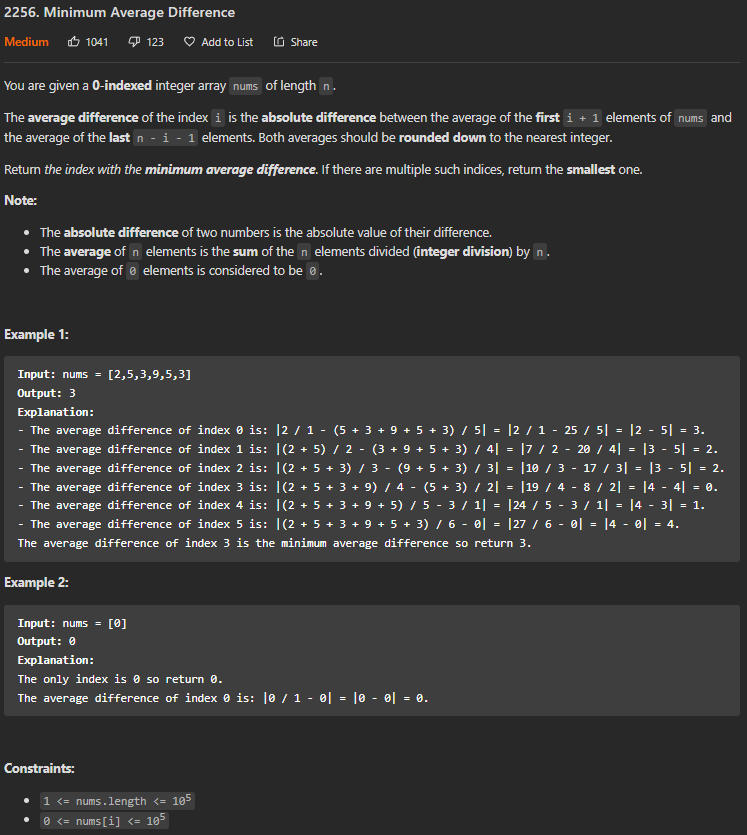 2256. Minimum Average Difference
Medium 1041 123 Add to List Share
You are given a 0-indexed integer array nums of length n.
The average difference of the index i is the absolute difference between the average of the first i + 1 elements of nums and
the average of the last n - i - 1 elements. Both averages should be rounded down to the nearest integer.
Return the index with the minimum average difference. If there are multiple such indices, return the smallest one.
Note:
• The absolute difference of two numbers is the absolute value of their difference.
• The average of n elements is the sum of the n elements divided (integer division) by n.
• The average of 0 elements is considered to be 0.
Example 1:
Input: nums = [2,5,3,9,5,3]
Output: 3
Explanation:
- The average difference of index 0 is: |2 / 1 - (5 + 3 + 9 + 5 + 3) / 5| = |2 / 1 - 25 / 5| = |2 - 5| = 3.
- The average difference of index 1 is: |(2 + 5) / 2 - (3 + 9 + 5 + 3) / 4| = |7 / 2 - 20 / 4| = |3 - 5| = 2.
- The average difference of index 2 is: |(2 + 5 + 3) / 3 - (9 + 5 + 3) / 3| = |10 / 3 - 17 / 3| = |3 - 5| = 2.
- The average difference of index 3 is: |(2 + 5 + 3 + 9) / 4 - (5 + 3) / 2| = |19 / 4 - 8 / 2| = |4 - 4| = 0.
- The average difference of index 4 is: |(2 + 5 + 3 + 9 + 5) / 5 - 3 / 1| = |24 / 5 - 3 / 1| = |4 - 3| = 1.
- The average difference of index 5 is: |(2 + 5 + 3 + 9 + 5 + 3) / 6 - 0| = |27 / 6 - 0| = |4 - 0| = 4.
The average difference of index 3 is the minimum average difference so return 3.
Example 2:
Input: nums = [0]
Output: 0
Explanation:
The only index is 0 so return 0.
The average difference of index 0 is: |0 / 1 - 0| = |0 - 0| = 0.
Constraints:
• 1 <= nums.length <= 10⁵
• 0 <= nums[i] <= 10⁵